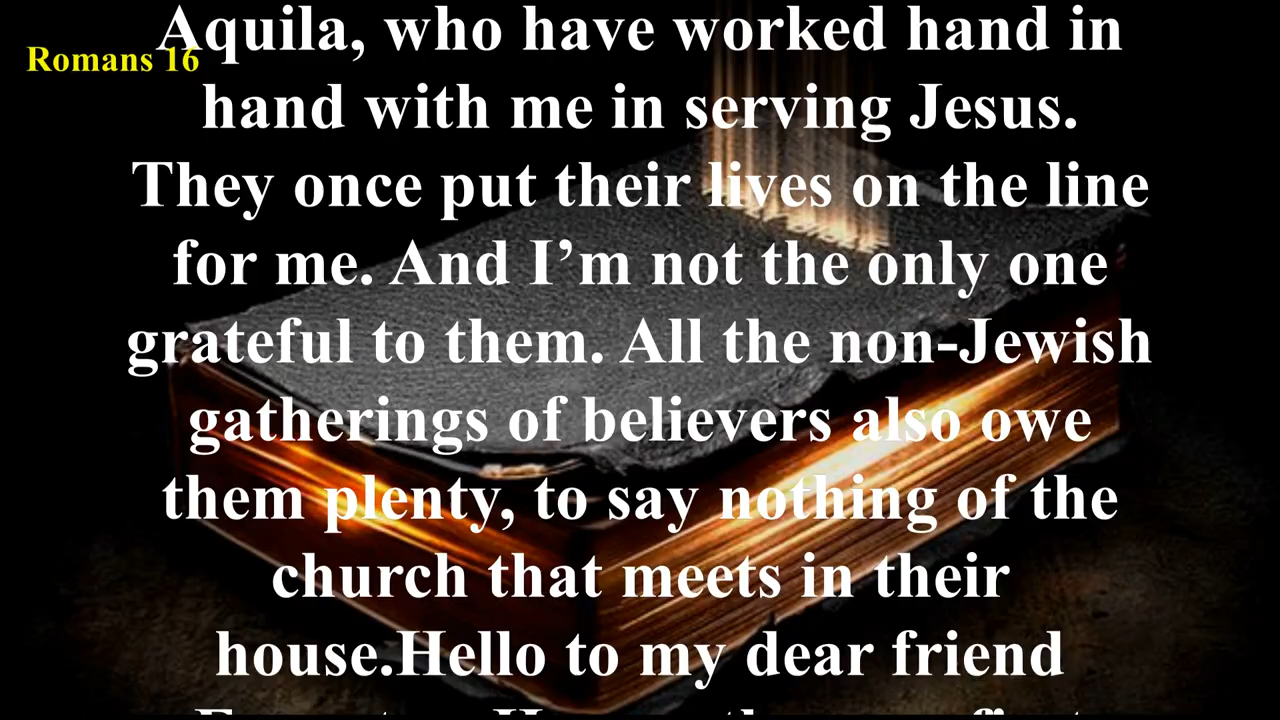 Romans 16
Aquila, who have worked hand in
hand with me in serving Jesus.
They once put their lives on the line
for me. And I’m not the only one
grateful to them. All the non-Jewish
gatherings of believers also owe
them plenty, to say nothing of the
church that meets in their
house.Hello to my dear friend